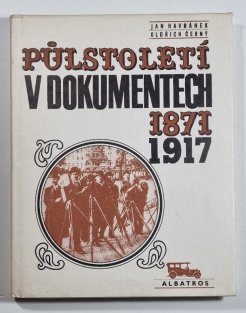 JAN HAVRÁNEK
OLDŘICH ČERNÝ
PŮLSTOLETÍ
V DOKUMENTECH
1871
1917
ALBATROS